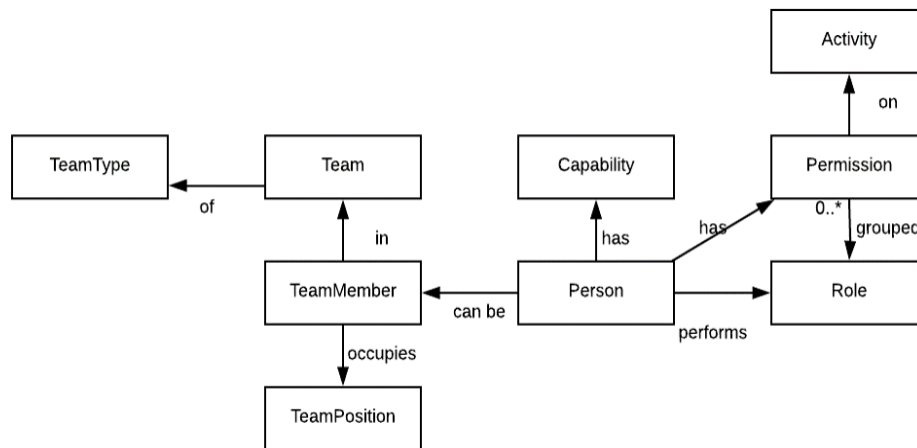 Activity
on
TeamType
Team
Capability
Permission
of
0..*
in
has
has
grouped
TeamMember
Person
Role
can be
performs
occupies
TeamPosition